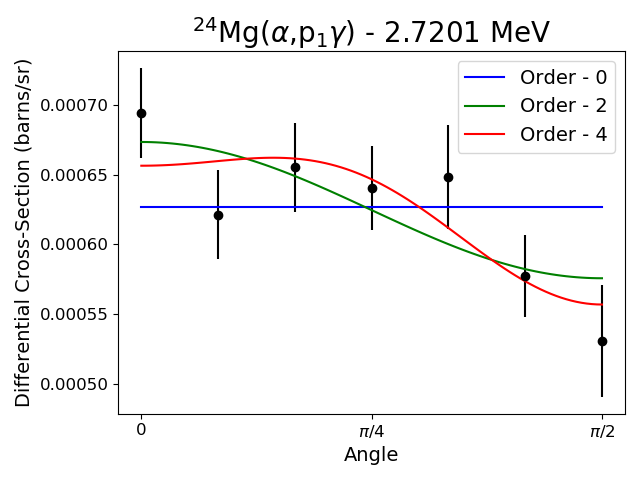 ²⁴Mg(α,p₁γ) - 2.7201 MeV
Differential Cross-Section (barns/sr)
0.00070
0.00065
0.00060
0.00055
0.00050
Order - 0
Order - 2
Order - 4
0 π/4 π/2
Angle